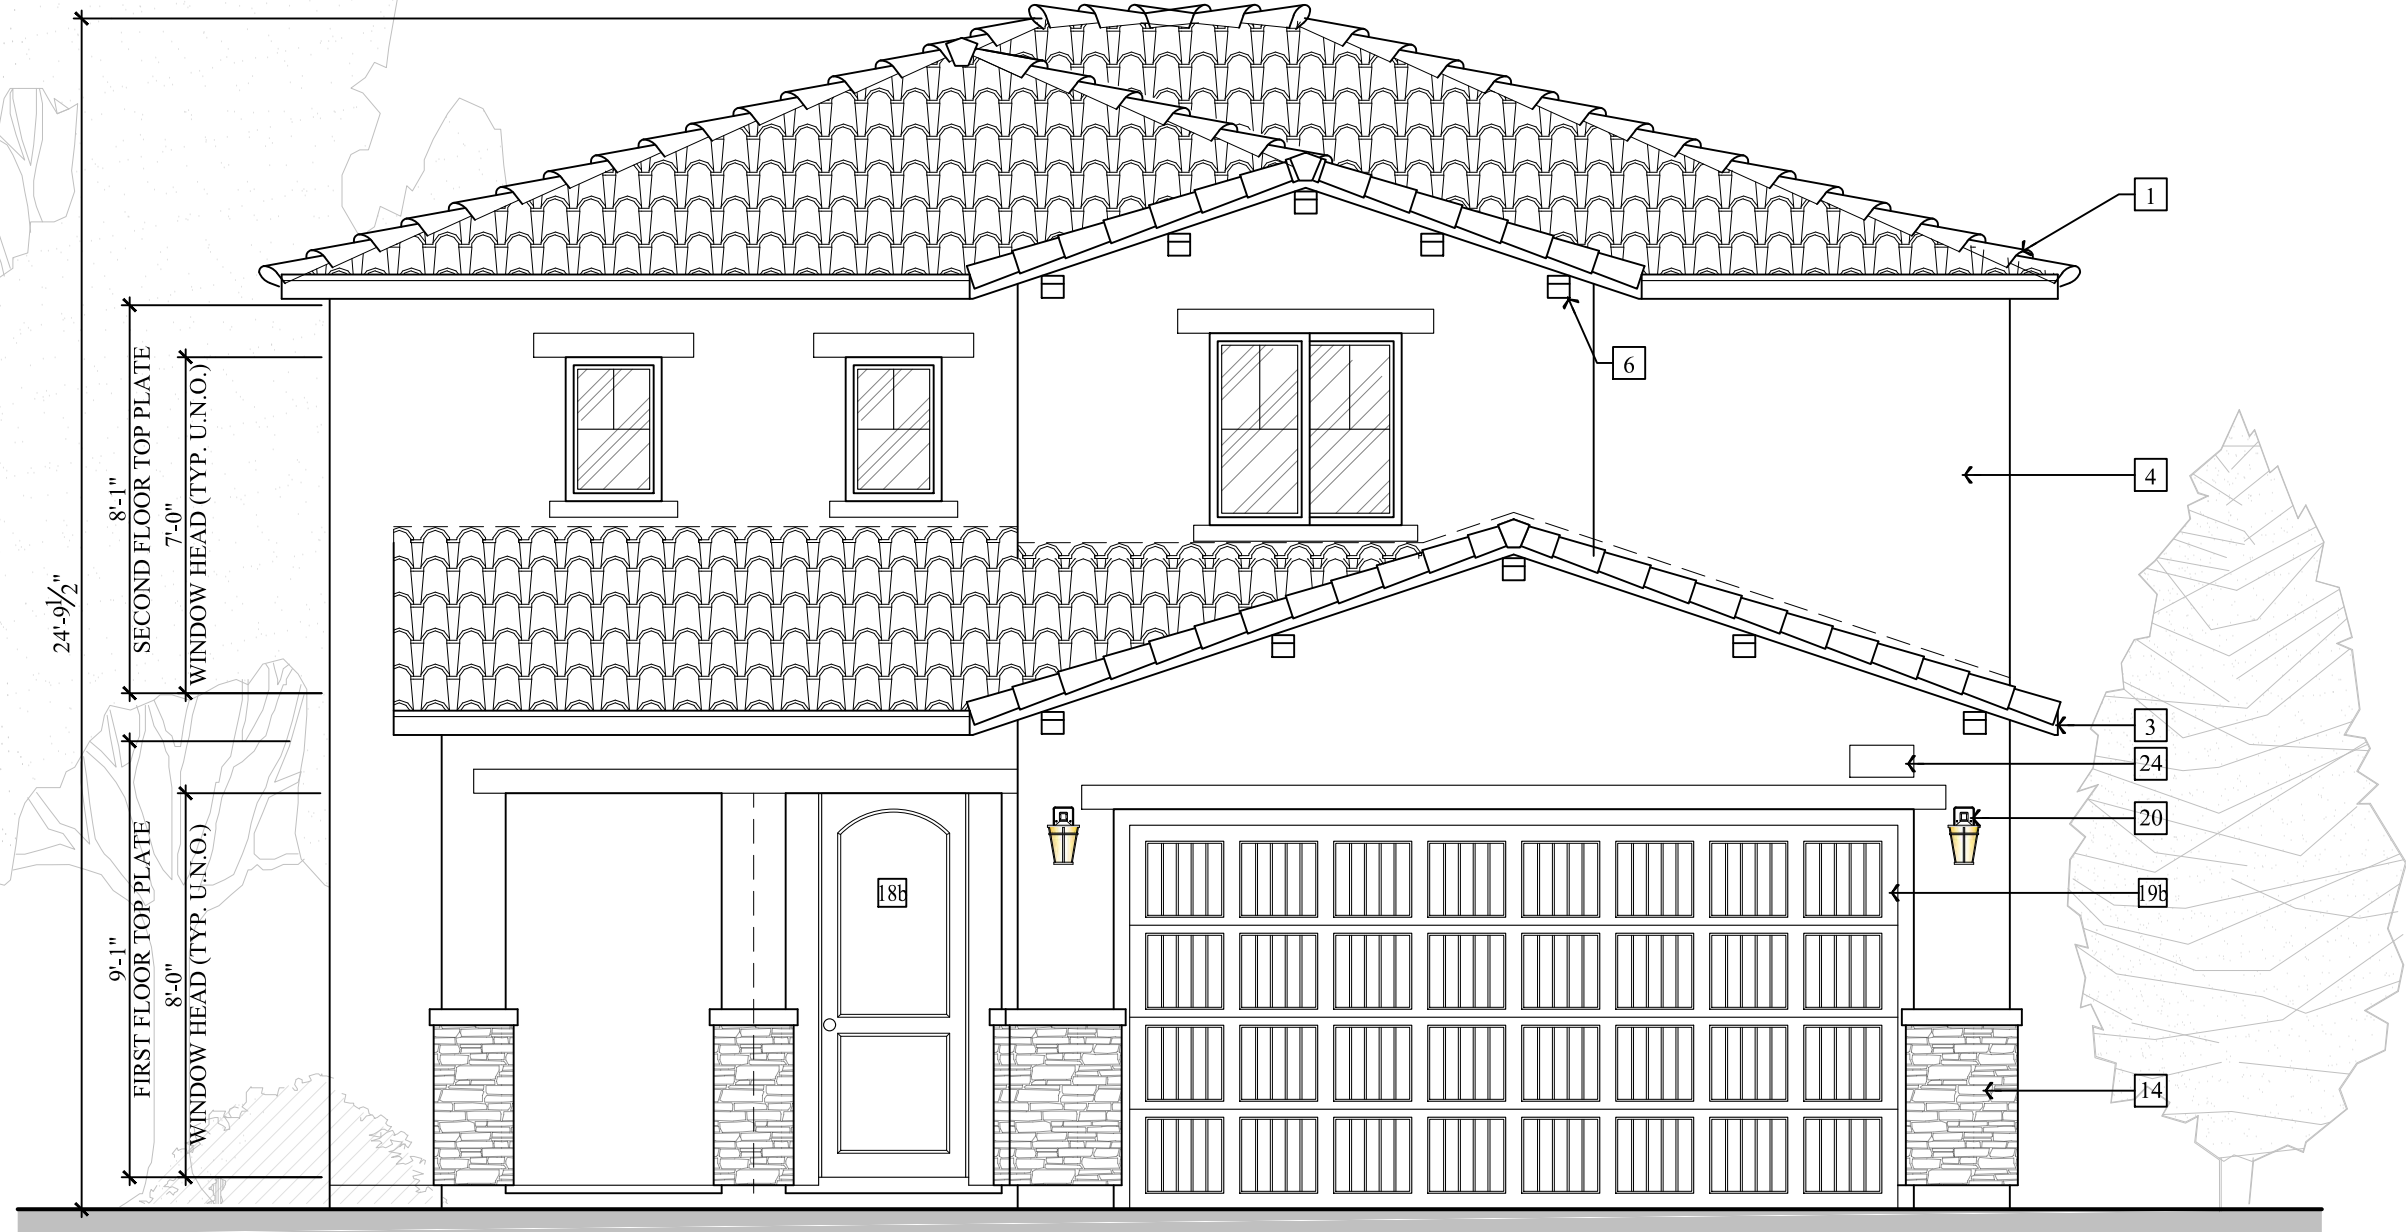 24'-9½"
8'-1"
SECOND FLOOR TOP PLATE
7'-0"
WINDOW HEAD (TYP. U.N.O.)
9'-1"
FIRST FLOOR TOP PLATE
8'-0"
WINDOW HEAD (TYP. U.N.O.)
1
6
4
3
24
20
18b
19b
14